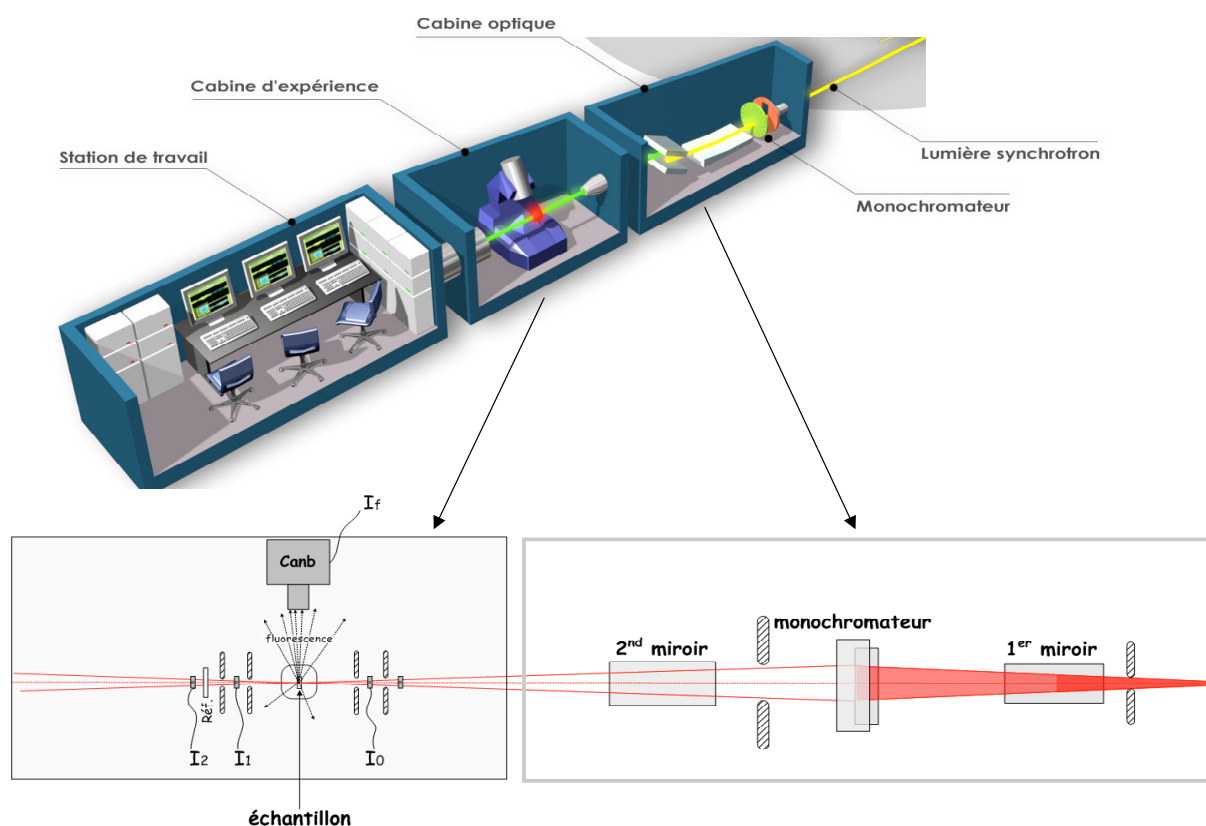 Cabine optique
Cabine d'expérience
Station de travail
Lumière synchrotron
Monochromateur
If
Canb
fluorescence
Réf.
I2
I1
I0
échantillon
monochromateur
2nd miroir
1er miroir